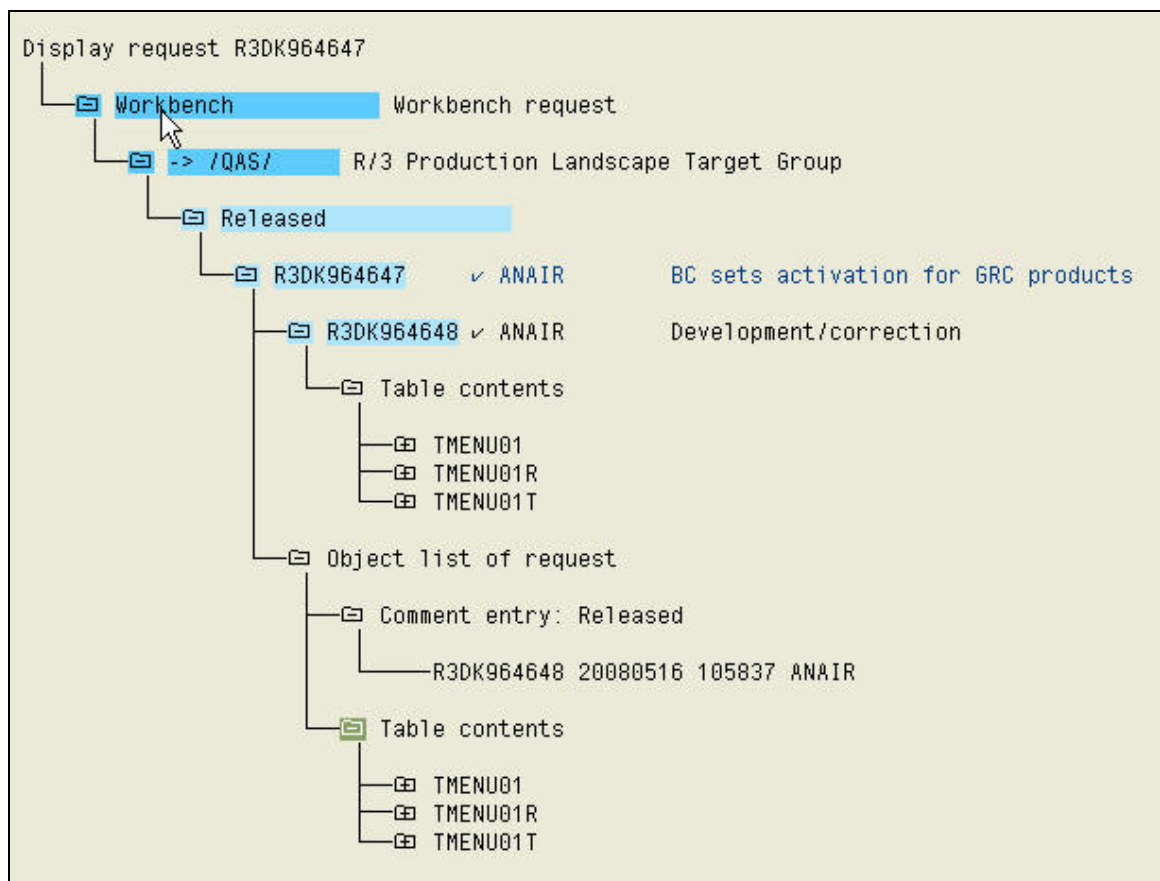 Display request R3DK964647
Workbench Workbench request
-> /QAS/ R/3 Production Landscape Target Group
Released
R3DK964647 ✓ ANAIR BC sets activation for GRC products
R3DK964648 ✓ ANAIR Development/correction
Table contents
TMENU01
TMENU01R
TMENU01T
Object list of request
Comment entry: Released
R3DK964648 20080516 105837 ANAIR
Table contents
TMENU01
TMENU01R
TMENU01T